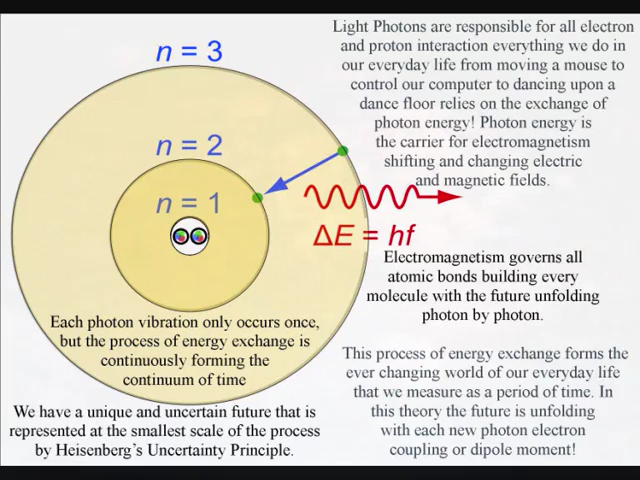 n = 3
n = 2
n = 1
Light Photons are responsible for all electron
and proton interaction everything we do in
our everyday life from moving a mouse to
control our computer to dancing upon a
dance floor relies on the exchange of
photon energy! Photon energy is
the carrier for electromagnetism
shifting and changing electric
and magnetic fields.
ΔE = hf
Electromagnetism governs all
atomic bonds building every
molecule with the future unfolding
photon by photon.
Each photon vibration only occurs once,
but the process of energy exchange is
continuously forming the
continuum of time
We have a unique and uncertain future that is
represented at the smallest scale of the process
by Heisenberg's Uncertainty Principle.
This process of energy exchange forms the
ever changing world of our everyday life
that we measure as a period of time. In
this theory the future is unfolding
with each new photon electron
coupling or dipole moment!